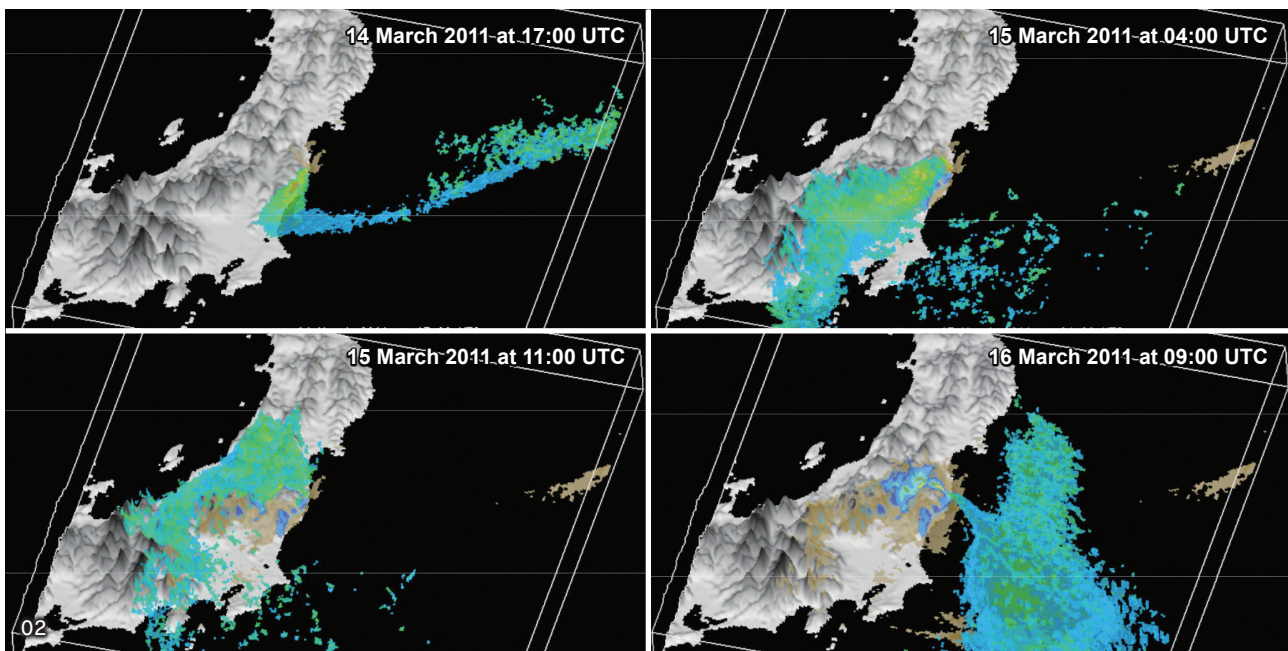 14 March 2011 at 17:00 UTC
15 March 2011 at 04:00 UTC
15 March 2011 at 11:00 UTC
16 March 2011 at 09:00 UTC
02